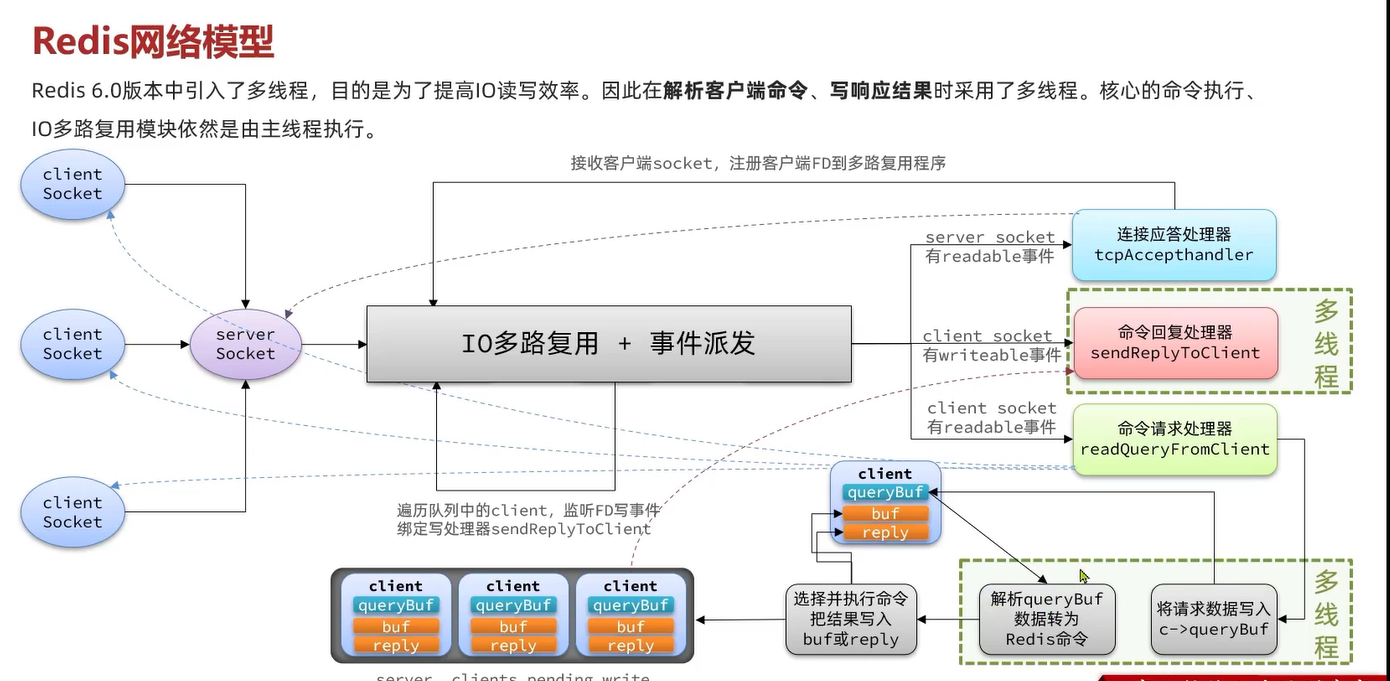 Redis网络模型
Redis 6.0版本中引入了多线程，目的是为了提高IO读写效率。因此在解析客户端命令、写响应结果时采用了多线程。核心的命令执行、
IO多路复用模块依然是由主线程执行。
接收客户端socket，注册客户端FD到多路复用程序
client
Socket
client
Socket
client
Socket
server
Socket
IO多路复用 + 事件派发
server socket
有readable事件
client socket
有writeable事件
client socket
有readable事件
连接应答处理器
tcpAccepthandler
命令回复处理器
sendReplyToClient
多
线
程
命令请求处理器
readQueryFromClient
遍历队列中的client，监听FD写事件
绑定写处理器sendReplyToClient
client
queryBuf
buf
reply
client
queryBuf
buf
reply
client
queryBuf
buf
reply
client
queryBuf
buf
reply
选择并执行命令
把结果写入
buf或reply
解析queryBuf
数据转为
Redis命令
将请求数据写入
c->queryBuf
多
线
程
server clients pending write